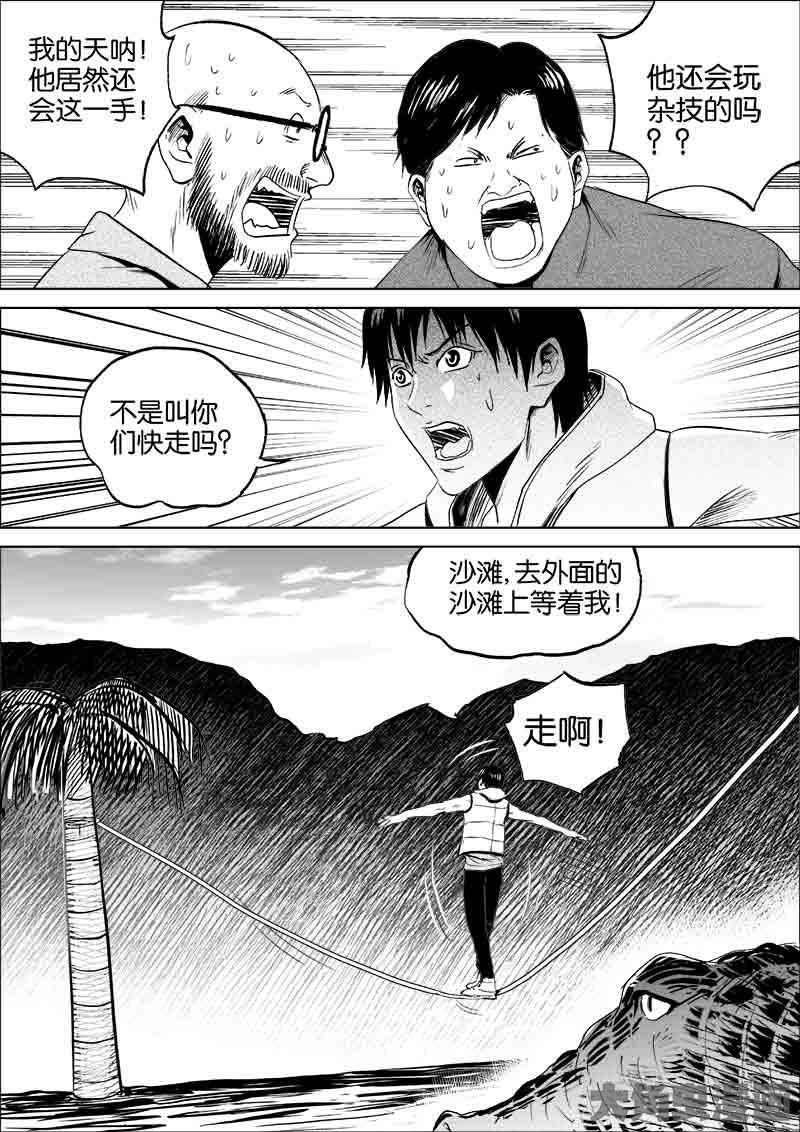 我的天呐！
他居然还
会这一手！
他还会玩
杂技的吗
？？
不是叫你
们快走吗？
沙滩，去外面的
沙滩上等着我！
走啊！